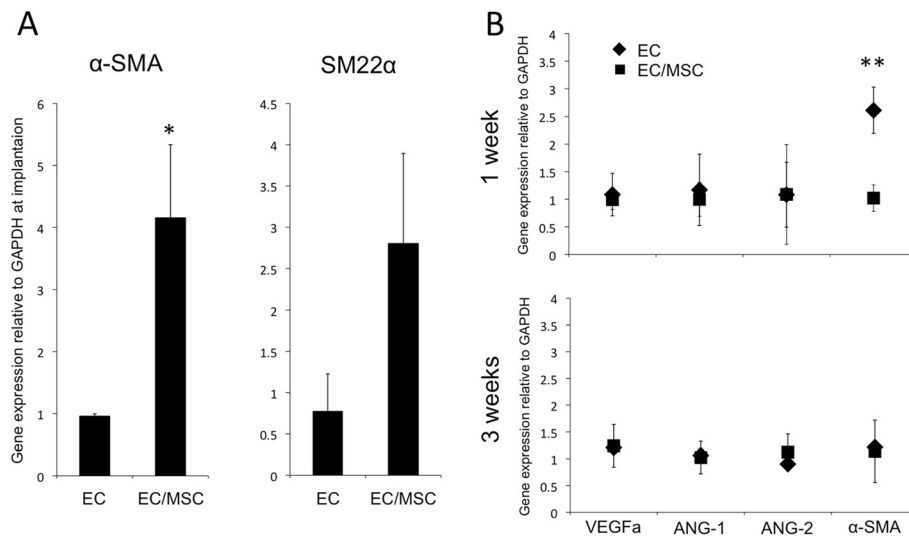 A
α-SMA
Gene expression relative to GAPDH at implantaion
6
5
4
3
2
1
0
*
EC
EC/MSC
SM22α
4.5
4
3.5
3
2.5
2
1.5
1
0.5
0
EC
EC/MSC
B
1 week
Gene expression relative to GAPDH
4
3.5
3
2.5
2
1.5
1
0.5
0
EC
EC/MSC
**
3 weeks
Gene expression relative to GAPDH
4
3.5
3
2.5
2
1.5
1
0.5
0
VEGFa
ANG-1
ANG-2
α-SMA